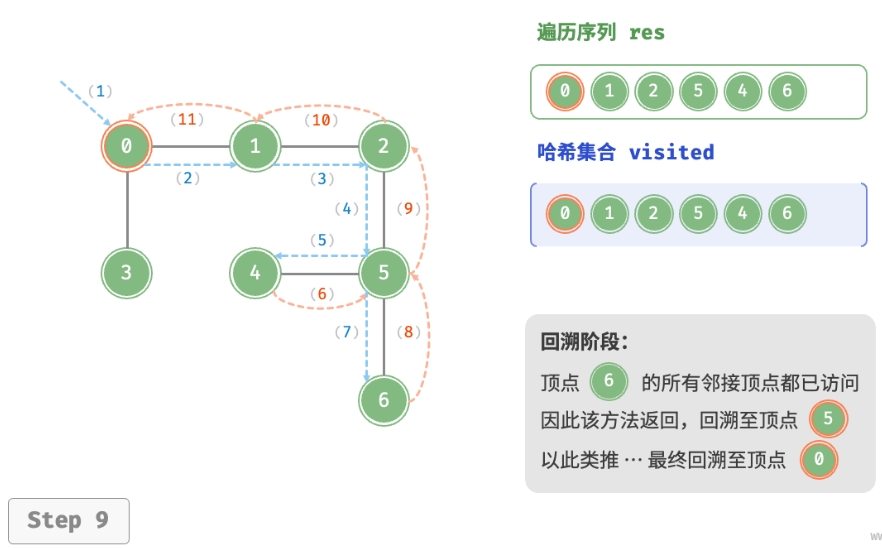 遍历序列 res
0 1 2 5 4 6
哈希集合 visited
0 1 2 5 4 6
(1)
(11) (10)
0 1 2
(2) (3)
(4) (9)
(5)
3 4 5
(6)
(7) (8)
6
回溯阶段:
顶点 6 的所有邻接顶点都已访问
因此该方法返回，回溯至顶点 5
以此类推 ··· 最终回溯至顶点 0
Step 9